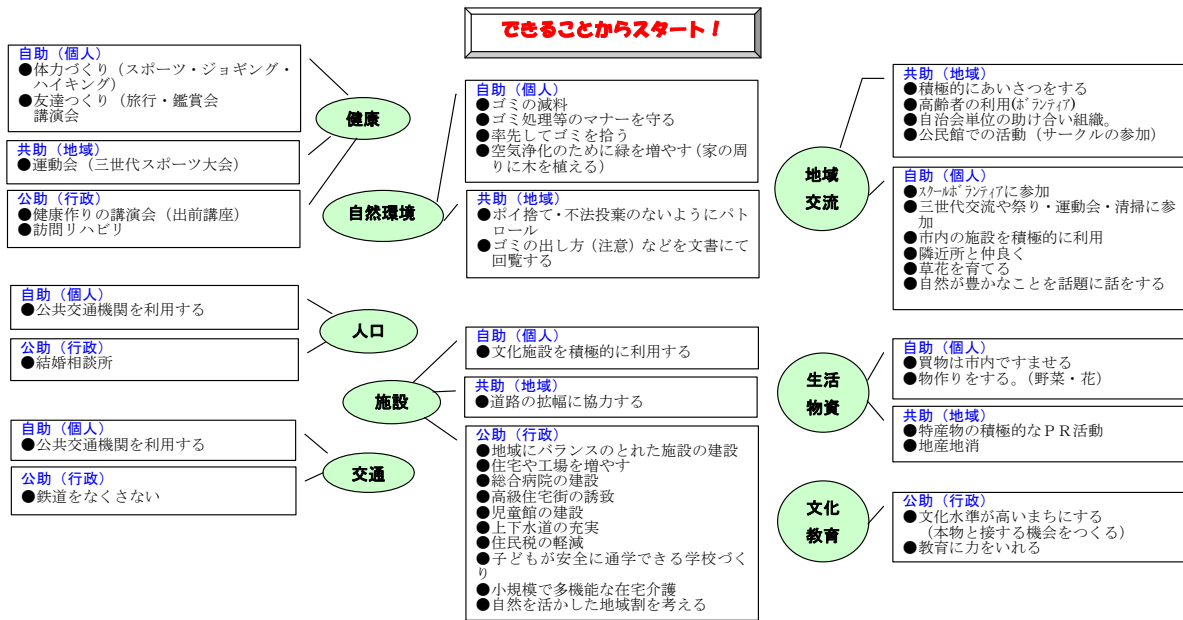 できることからスタート！
自助（個人）
●体力づくり（スポーツ・ジョギング・
ハイキング）
●友達つくり（旅行・鑑賞会
講演会
共助（地域）
●運動会（三世代スポーツ大会）
公助（行政）
●健康作りの講演会（出前講座）
●訪問リハビリ
健康
自助（個人）
●ゴミの減料
●ゴミ処理等のマナーを守る
●率先してゴミを拾う
●空気浄化のために緑を増やす（家の周
りに木を植える）
共助（地域）
●ポイ捨て・不法投棄のないようにパト
ロール
●ゴミの出し方（注意）などを文書にて
回覧する
自然環境
共助（地域）
●積極的にあいさつをする
●高齢者の利用(ﾎﾞﾗﾝﾃｨｱ)
●自治会単位の助け合い組織。
●公民館での活動（サークルの参加）
自助（個人）
●ｽｸｰﾙﾎﾞﾗﾝﾃｨｱに参加
●三世代交流や祭り・運動会・清掃に参
加
●市内の施設を積極的に利用
●隣近所と仲良く
●草花を育てる
●自然が豊かなことを話題に話をする
地域
交流
自助（個人）
●公共交通機関を利用する
公助（行政）
●結婚相談所
人口
自助（個人）
●文化施設を積極的に利用する
共助（地域）
●道路の拡幅に協力する
公助（行政）
●地域にバランスのとれた施設の建設
●住宅や工場を増やす
●総合病院の建設
●高級住宅街の誘致
●児童館の建設
●上下水道の充実
●住民税の軽減
●子どもが安全に通学できる学校づく
り
●小規模で多機能な在宅介護
●自然を活かした地域割を考える
施設
自助（個人）
●買物は市内ですませる
●物作りをする。（野菜・花）
共助（地域）
●特産物の積極的なＰＲ活動
●地産地消
生活
物資
自助（個人）
●公共交通機関を利用する
公助（行政）
●鉄道をなくさない
交通
公助（行政）
●文化水準が高いまちにする
（本物と接する機会をつくる）
●教育に力をいれる
文化
教育